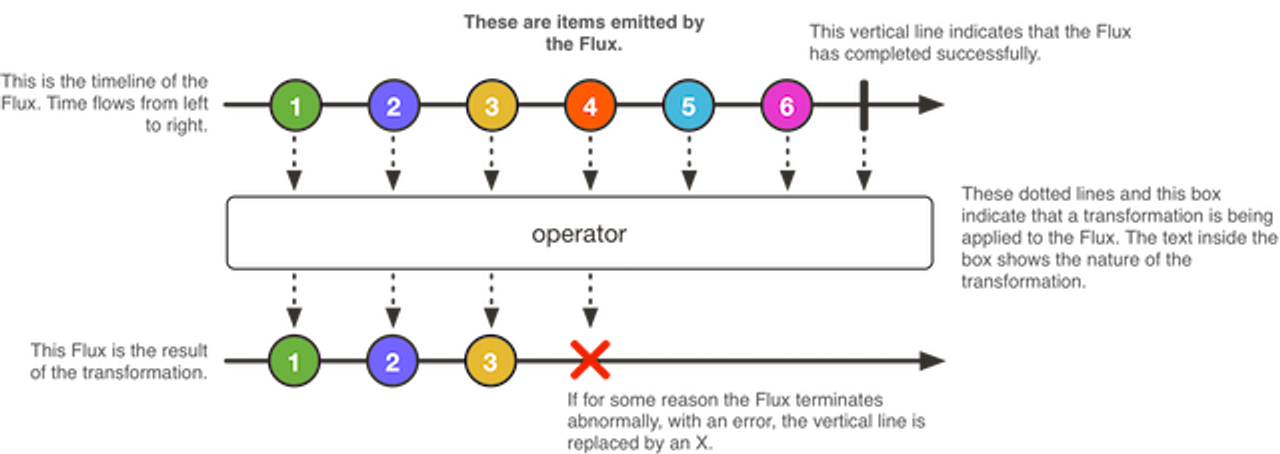 These are items emitted by
the Flux.
This vertical line indicates that the Flux
has completed successfully.
This is the timeline of the
Flux. Time flows from left
to right.
1 2 3 4 5 6
These dotted lines and this box
indicate that a transformation is being
applied to the Flux. The text inside the
box shows the nature of the
transformation.
operator
This Flux is the result
of the transformation.
1 2 3
If for some reason the Flux terminates
abnormally, with an error, the vertical line is
replaced by an X.